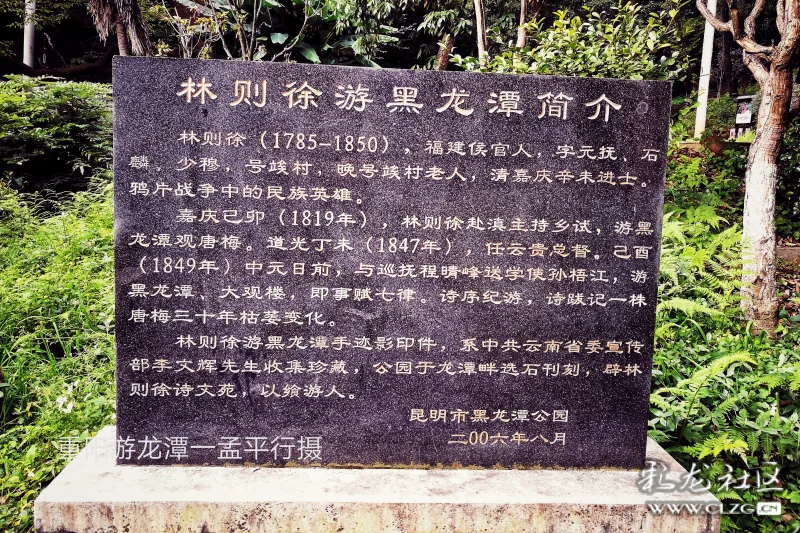 林则徐游黑龙潭简介
林则徐（1785-1850），福建侯官人，字元抚、石
麟、少穆，号竢村，晚号竢村老人，清嘉庆辛未进士。
鸦片战争中的民族英雄。
嘉庆己卯（1819年），林则徐赴滇主持乡试，游黑
龙潭观唐梅。道光丁未（1847年），任云贵总督。己酉
（1849年）中元日前，与巡抚程晴峰送学使孙梧江，游
黑龙潭、大观楼，即事赋七律。诗序纪游，诗跋记一株
唐梅三十年枯萎变化。
林则徐游黑龙潭手迹影印件，系中共云南省委宣传
部李文辉先生收集珍藏，公园于龙潭畔选石刊刻，辟林
则徐诗文苑，以飨游人。
昆明市黑龙潭公园
二00六年八月
游龙潭一孟平行摄
札龙社区
WWW.CLZG.CN